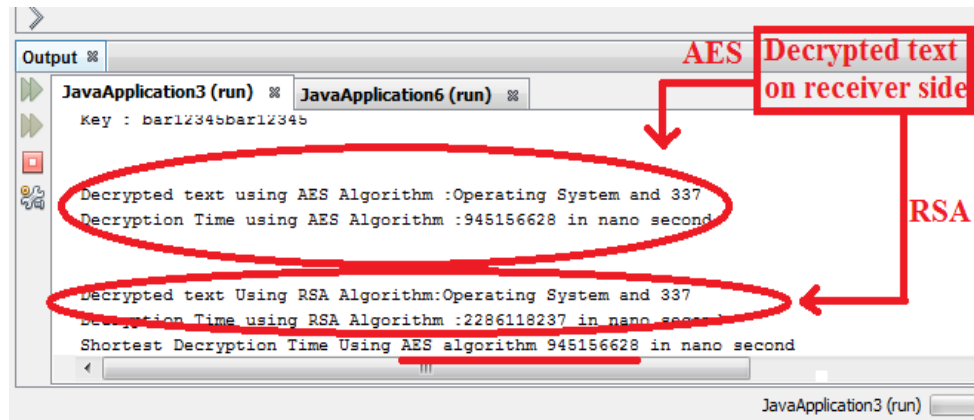 Output
AES
Decrypted text
on receiver side
JavaApplication3 (run)
JavaApplication6 (run)
Key : bar12345bar12345
Decrypted text using AES Algorithm :Operating System and 337
Decryption Time using AES Algorithm :945156628 in nano second
RSA
Decrypted text Using RSA Algorithm:Operating System and 337
Decryption Time using RSA Algorithm :2286118237 in nano second
Shortest Decryption Time Using AES algorithm 945156628 in nano second
JavaApplication3 (run)